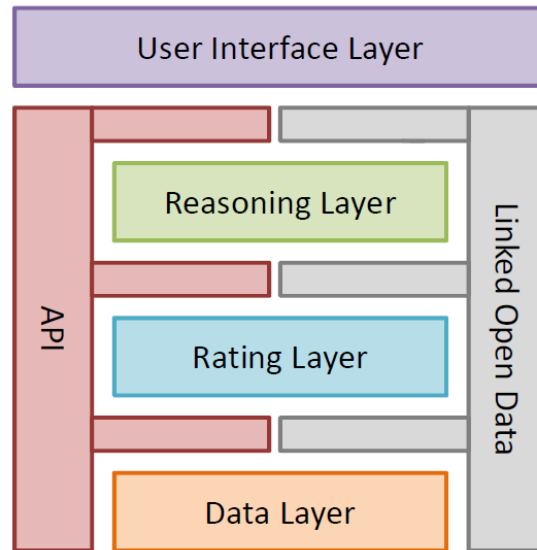 User Interface Layer
Reasoning Layer
API
Rating Layer
Linked Open Data
Data Layer